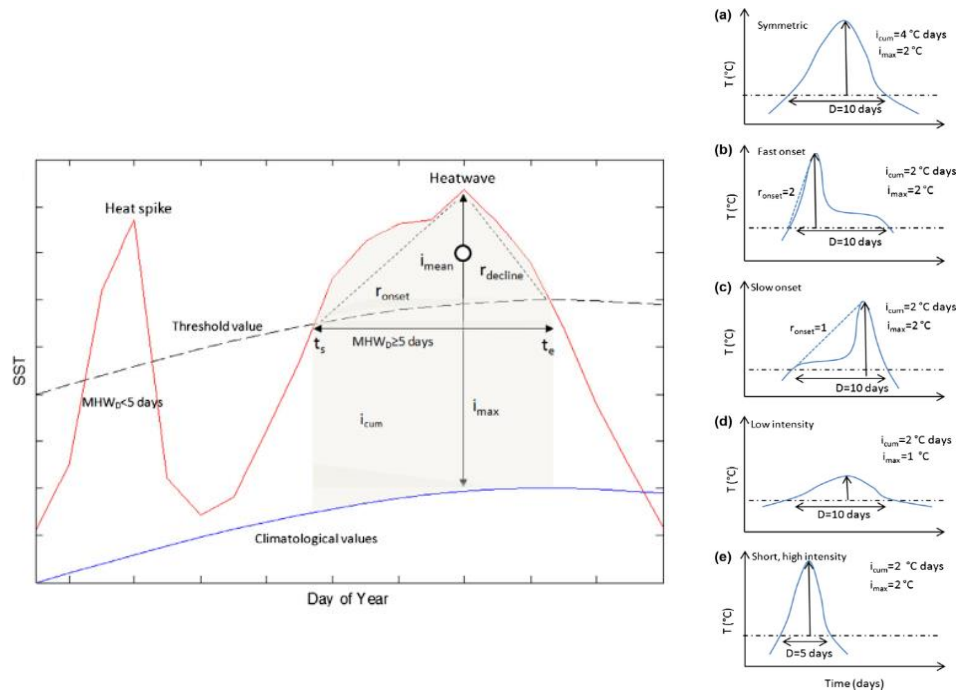 Heatwave
Heat spike
i_mean
r_decline
r_onset
Threshold value
t_s
MHW_D≥5 days
t_e
MHW_D<5 days
i_cum
i_max
Climatological values
SST
Day of Year
(a)
Symmetric
i_cum=4 °C days
i_max=2°C
T (°C)
D=10 days
(b)
Fast onset
i_cum=2 °C days
i_max=2°C
r_onset=2
T (°C)
D=10 days
(c)
Slow onset
i_cum=2 °C days
i_max=2°C
r_onset=1
T (°C)
D=10 days
(d)
Low intensity
i_cum=2 °C days
i_max=1 °C
T (°C)
D=10 days
(e)
Short, high intensity
i_cum=2 °C days
i_max=2 °C
T (°C)
D=5 days
Time (days)